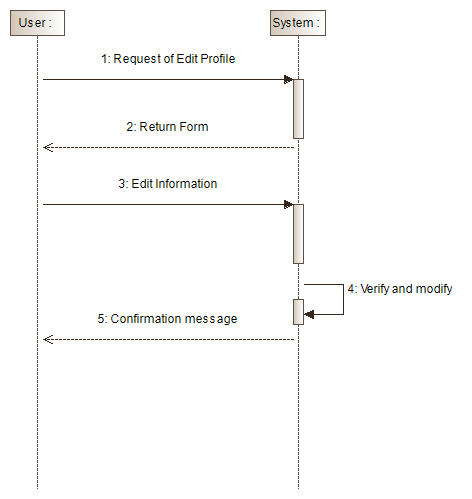 User :
System :
1: Request of Edit Profile
2: Return Form
3: Edit Information
4: Verify and modify
5: Confirmation message